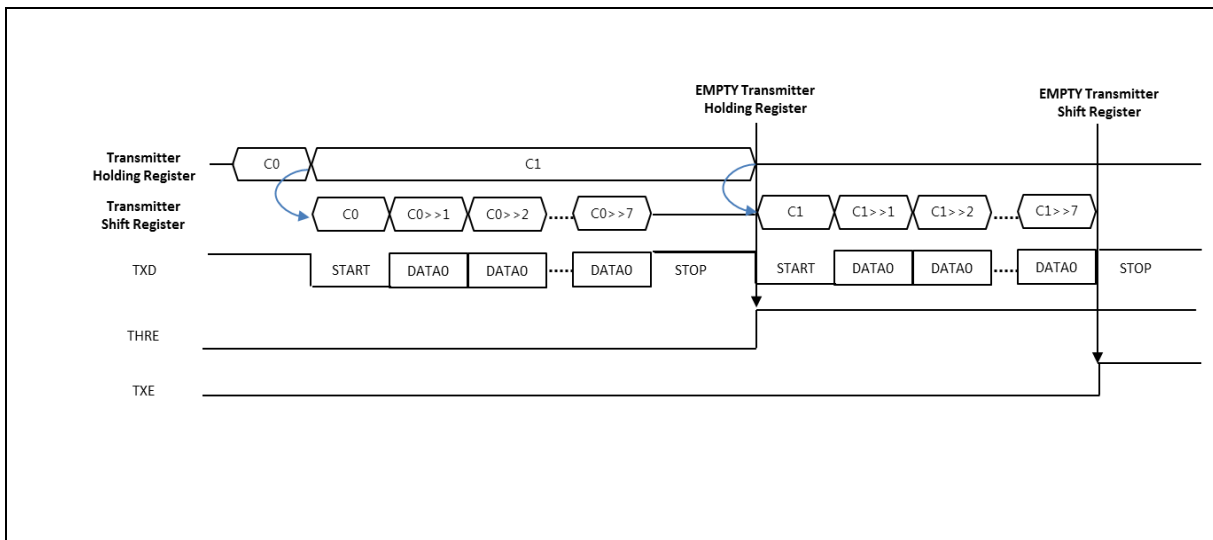 EMPTY Transmitter
Holding Register
EMPTY Transmitter
Shift Register
Transmitter
Holding Register
C0
C1
Transmitter
Shift Register
C0
C0>>1
C0>>2
C0>>7
C1
C1>>1
C1>>2
C1>>7
TXD
START
DATA0
DATA0
DATA0
STOP
START
DATA0
DATA0
DATA0
STOP
THRE
TXE